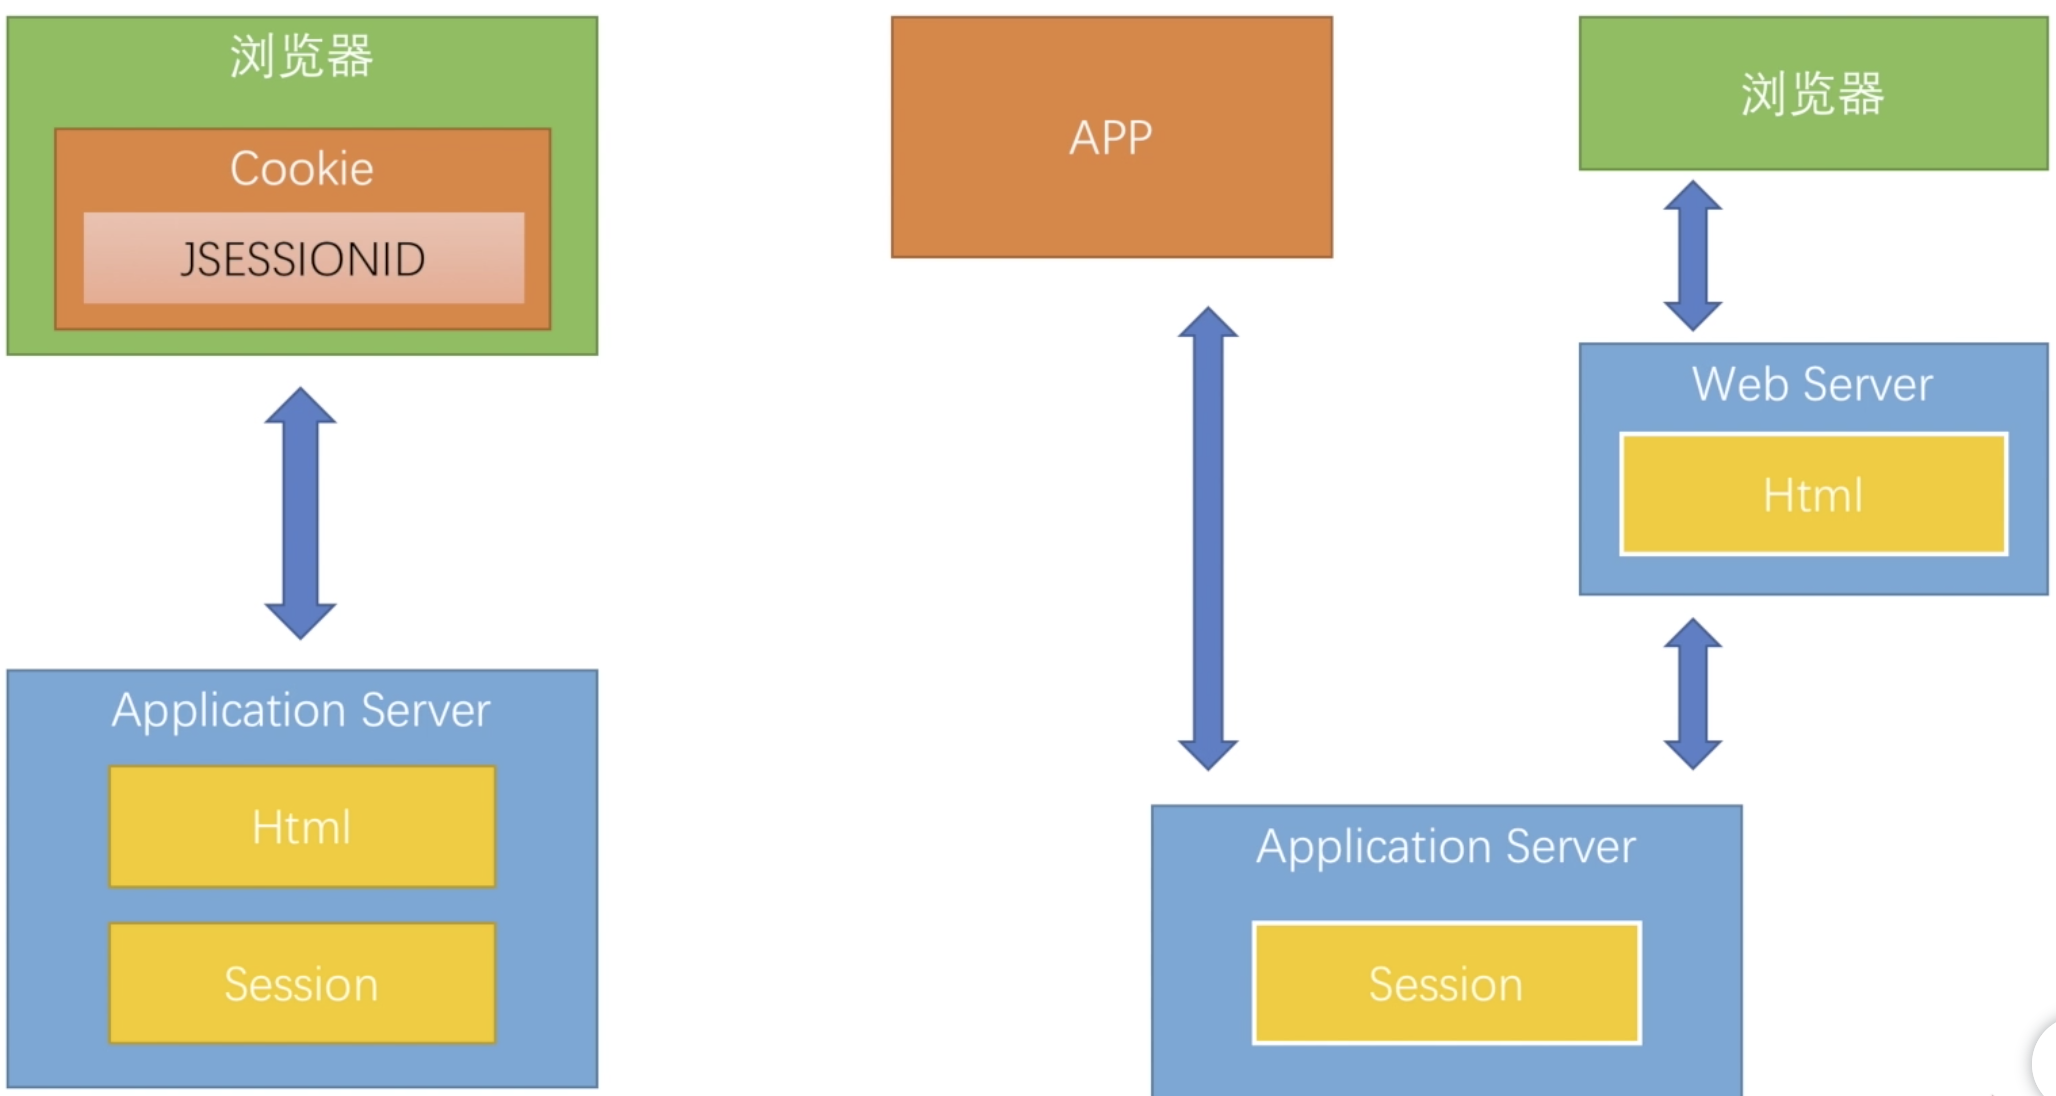 浏览器
Cookie
JSESSIONID
Application Server
Html
Session
APP
浏览器
Web Server
Html
Application Server
Session